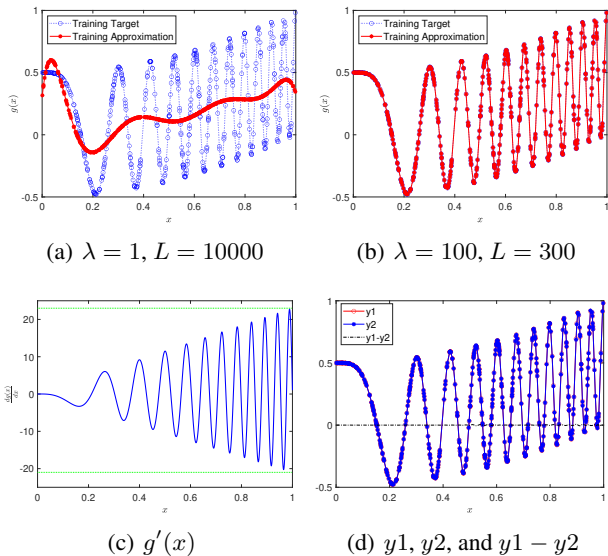 Training Target
Training Approximation
g(x)
1
0.5
0
-0.5
0 0.2 0.4 0.6 0.8 1
x
(a) λ = 1, L = 10000
Training Target
Training Approximation
g(x)
1
0.5
0
-0.5
0 0.2 0.4 0.6 0.8 1
x
(b) λ = 100, L = 300
dg(x)
dx
20
10
0
-10
-20
0 0.2 0.4 0.6 0.8 1
x
(c) g′(x)
y1
y2
y1-y2
1
0.5
0
-0.5
0 0.2 0.4 0.6 0.8 1
x
(d) y1, y2, and y1 − y2